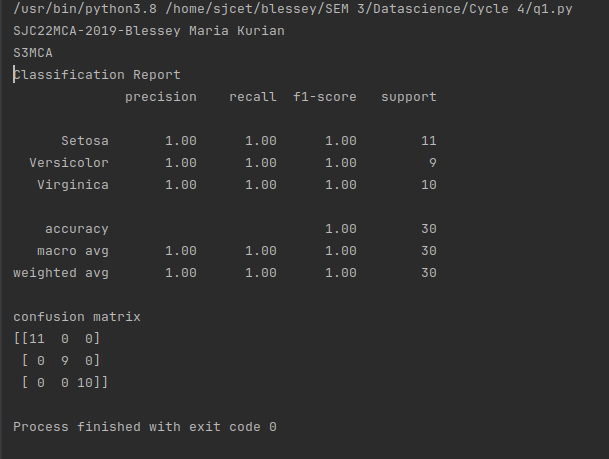 /usr/bin/python3.8 /home/sjcet/blessey/SEM 3/Datascience/Cycle 4/q1.py
SJC22MCA-2019-Blessey Maria Kurian
S3MCA
Classification Report
              precision    recall  f1-score   support

      Setosa       1.00      1.00      1.00        11
  Versicolor       1.00      1.00      1.00         9
   Virginica       1.00      1.00      1.00        10

    accuracy                           1.00        30
   macro avg       1.00      1.00      1.00        30
weighted avg       1.00      1.00      1.00        30

confusion matrix
[[11  0  0]
 [ 0  9  0]
 [ 0  0 10]]

Process finished with exit code 0